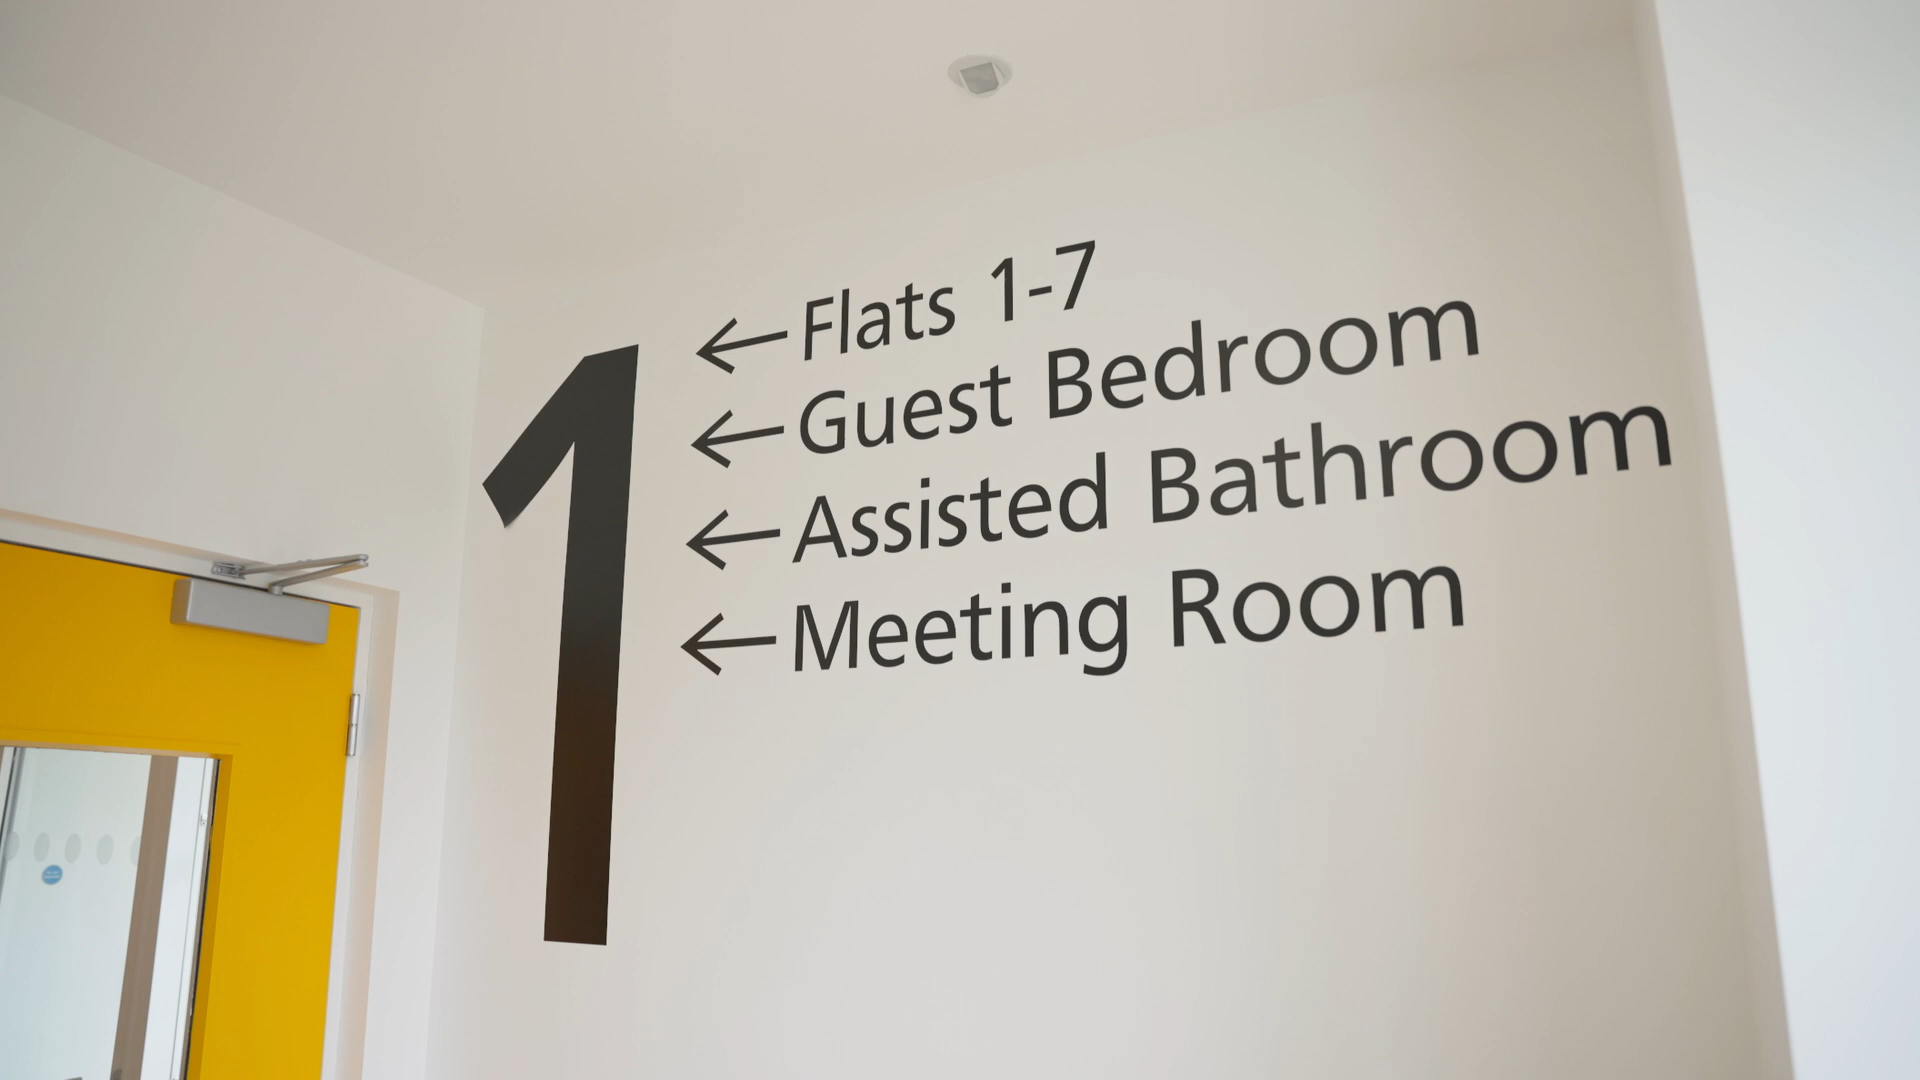 1
← Flats 1-7
← Guest Bedroom
← Assisted Bathroom
← Meeting Room